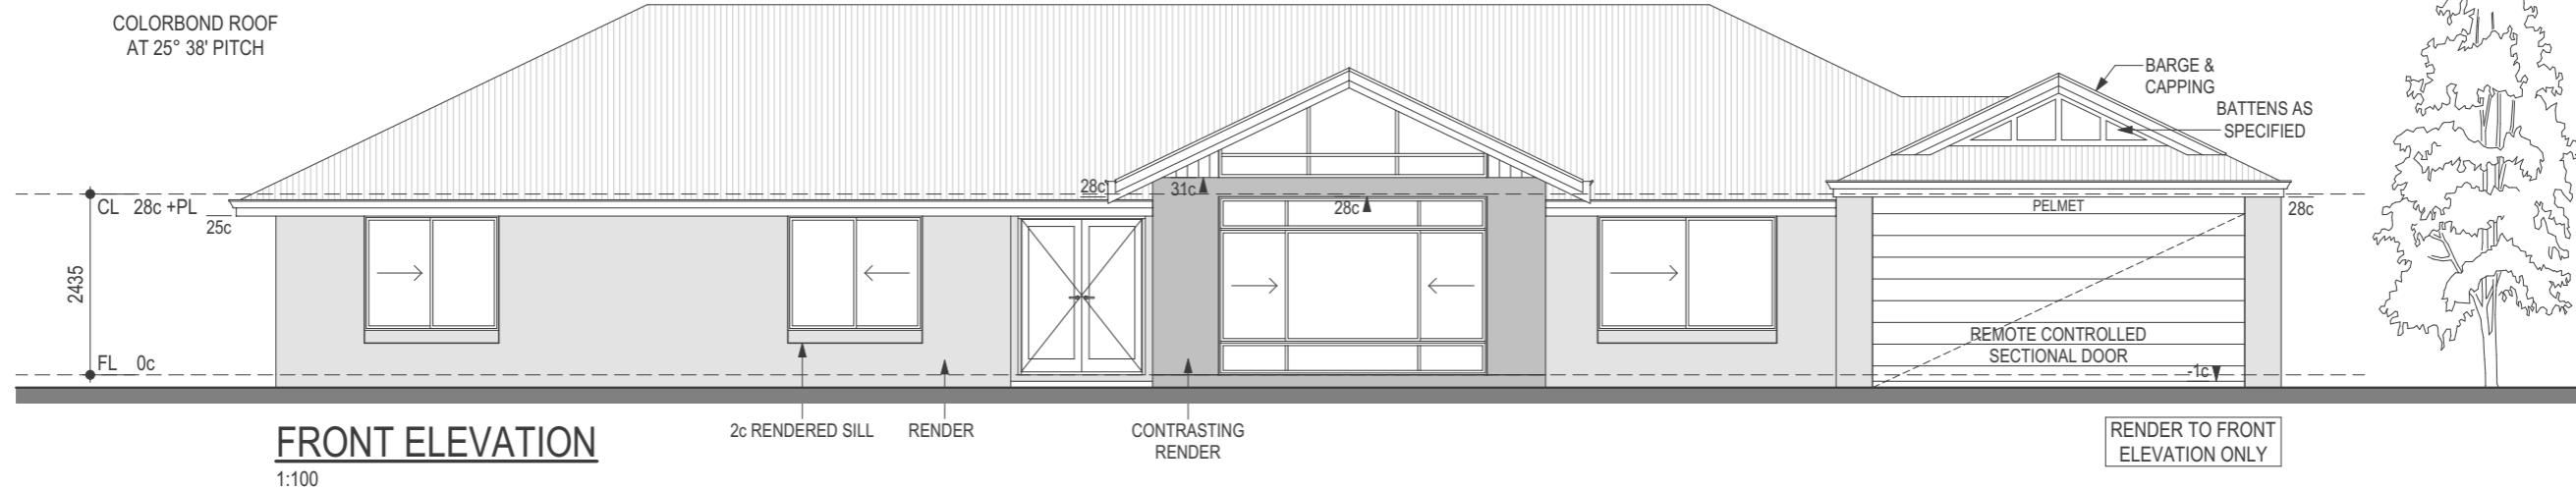 COLORBOND ROOF
AT 25° 38' PITCH
BARGE &
CAPPING
BATTENS AS
SPECIFIED
28c
31c
CL 28c +PL
25c
28c
PELMET
28c
2435
REMOTE CONTROLLED
SECTIONAL DOOR
FL 0c
-1c
FRONT ELEVATION
1:100
2c RENDERED SILL
RENDER
CONTRASTING
RENDER
RENDER TO FRONT
ELEVATION ONLY